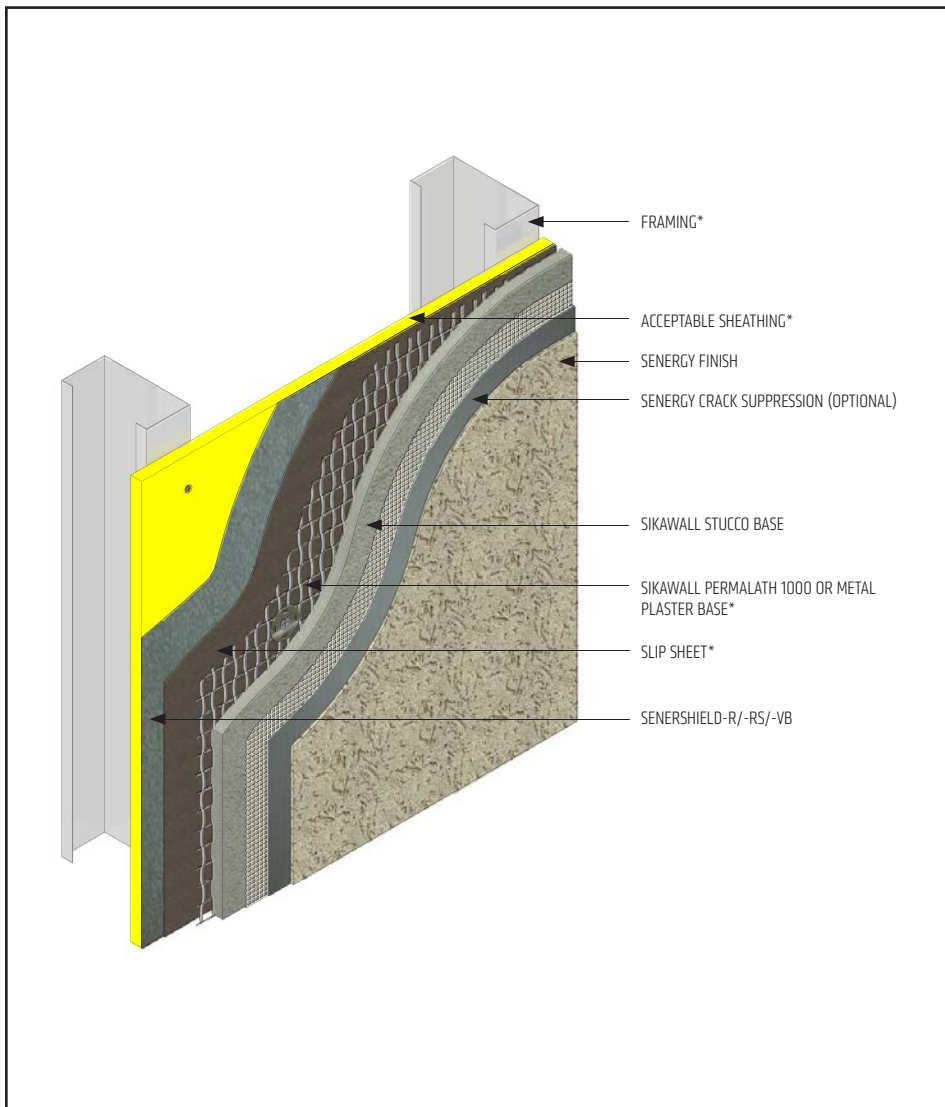 FRAMING*
ACCEPTABLE SHEATHING*
SENERGY FINISH
SENERGY CRACK SUPPRESSION (OPTIONAL)
SIKAWALL STUCCO BASE
SIKAWALL PERMALATH 1000 OR METAL
PLASTER BASE*
SLIP SHEET*
SENERSHIELD-R/-RS/-VB